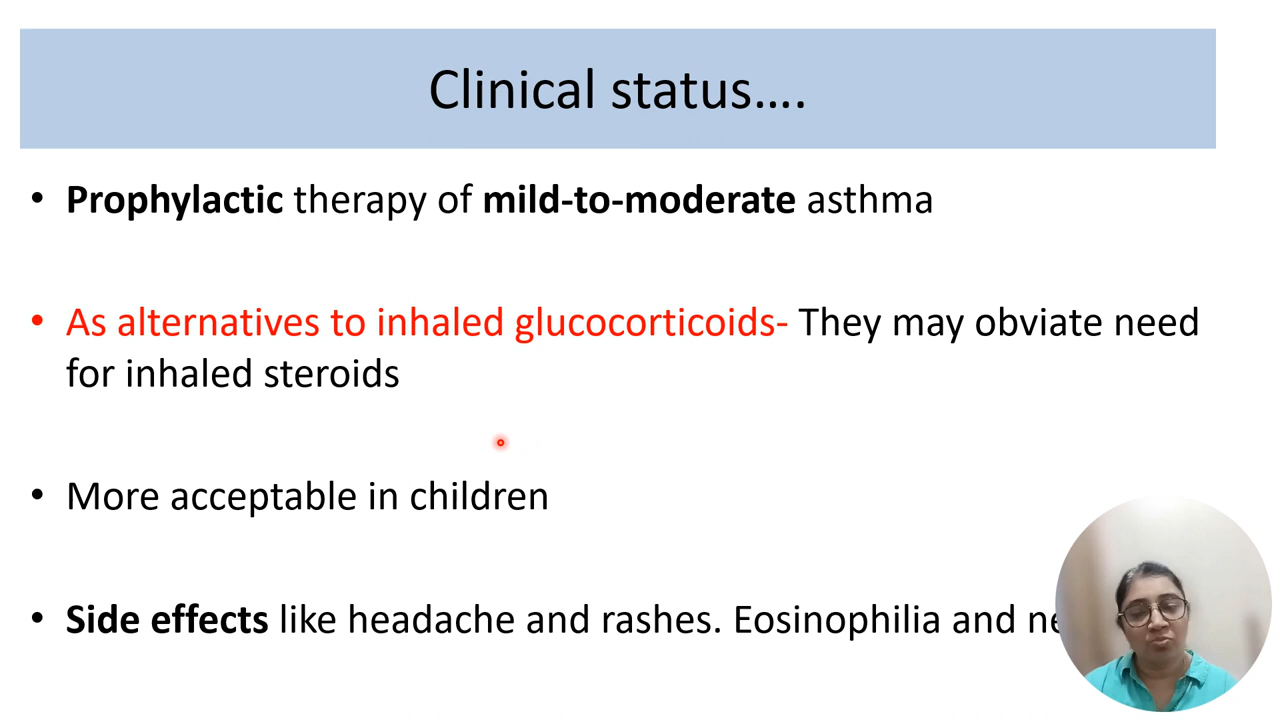 Clinical status....
• Prophylactic therapy of mild-to-moderate asthma
• As alternatives to inhaled glucocorticoids- They may obviate need
for inhaled steroids
• More acceptable in children
• Side effects like headache and rashes. Eosinophilia and